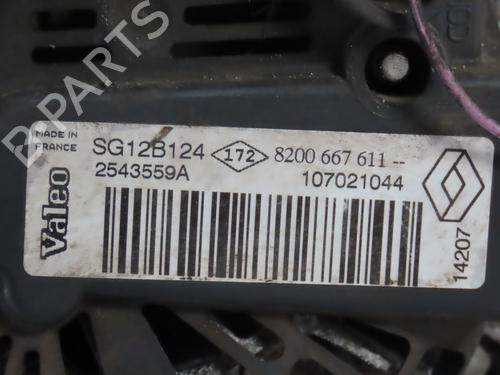 B-PARTS
MADE IN
FRANCE
Valeo
SG12B124
172
8200 667 611 --
2543559A
107021044
14207